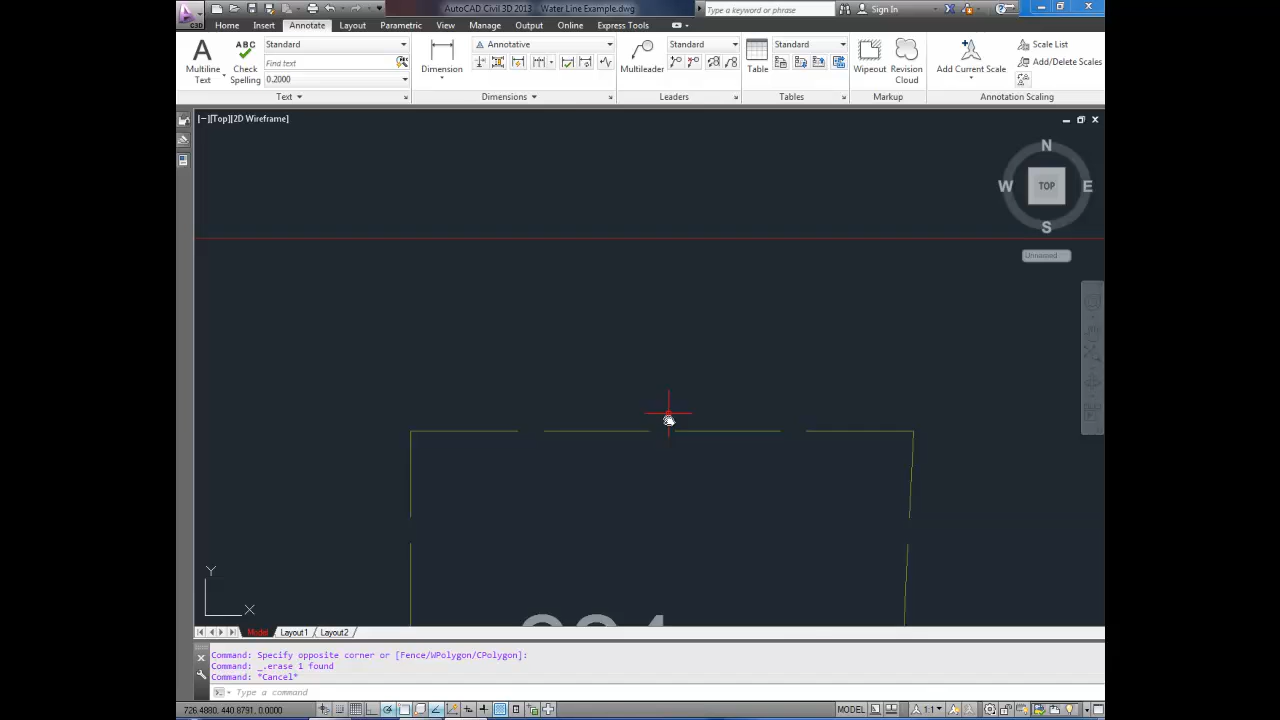 AutoCAD Civil 3D 2013 - Water Line Example.dwg
Type a keyword or phrase
Sign In
C3D
Home Insert Annotate Layout Parametric View Manage Output Online Express Tools
Multiline Text
ABC
Check Spelling
Standard
Find text
0.2000
Text
Dimension
Annotative
Dimensions
Multileader
Standard
Leaders
Table
Standard
Tables
Wipeout
Revision Cloud
Markup
Add Current Scale
Scale List
Add/Delete Scales
Annotation Scaling
[−][Top][2D Wireframe]
N
W TOP E
S
Unnamed
Y
X
Model Layout1 Layout2
Command: Specify opposite corner or [Fence/WPolygon/CPolygon]:
Command: _.erase 1 found
Command: *Cancel*
Type a command
726.4880, 440.8791, 0.0000
MODEL
1:1